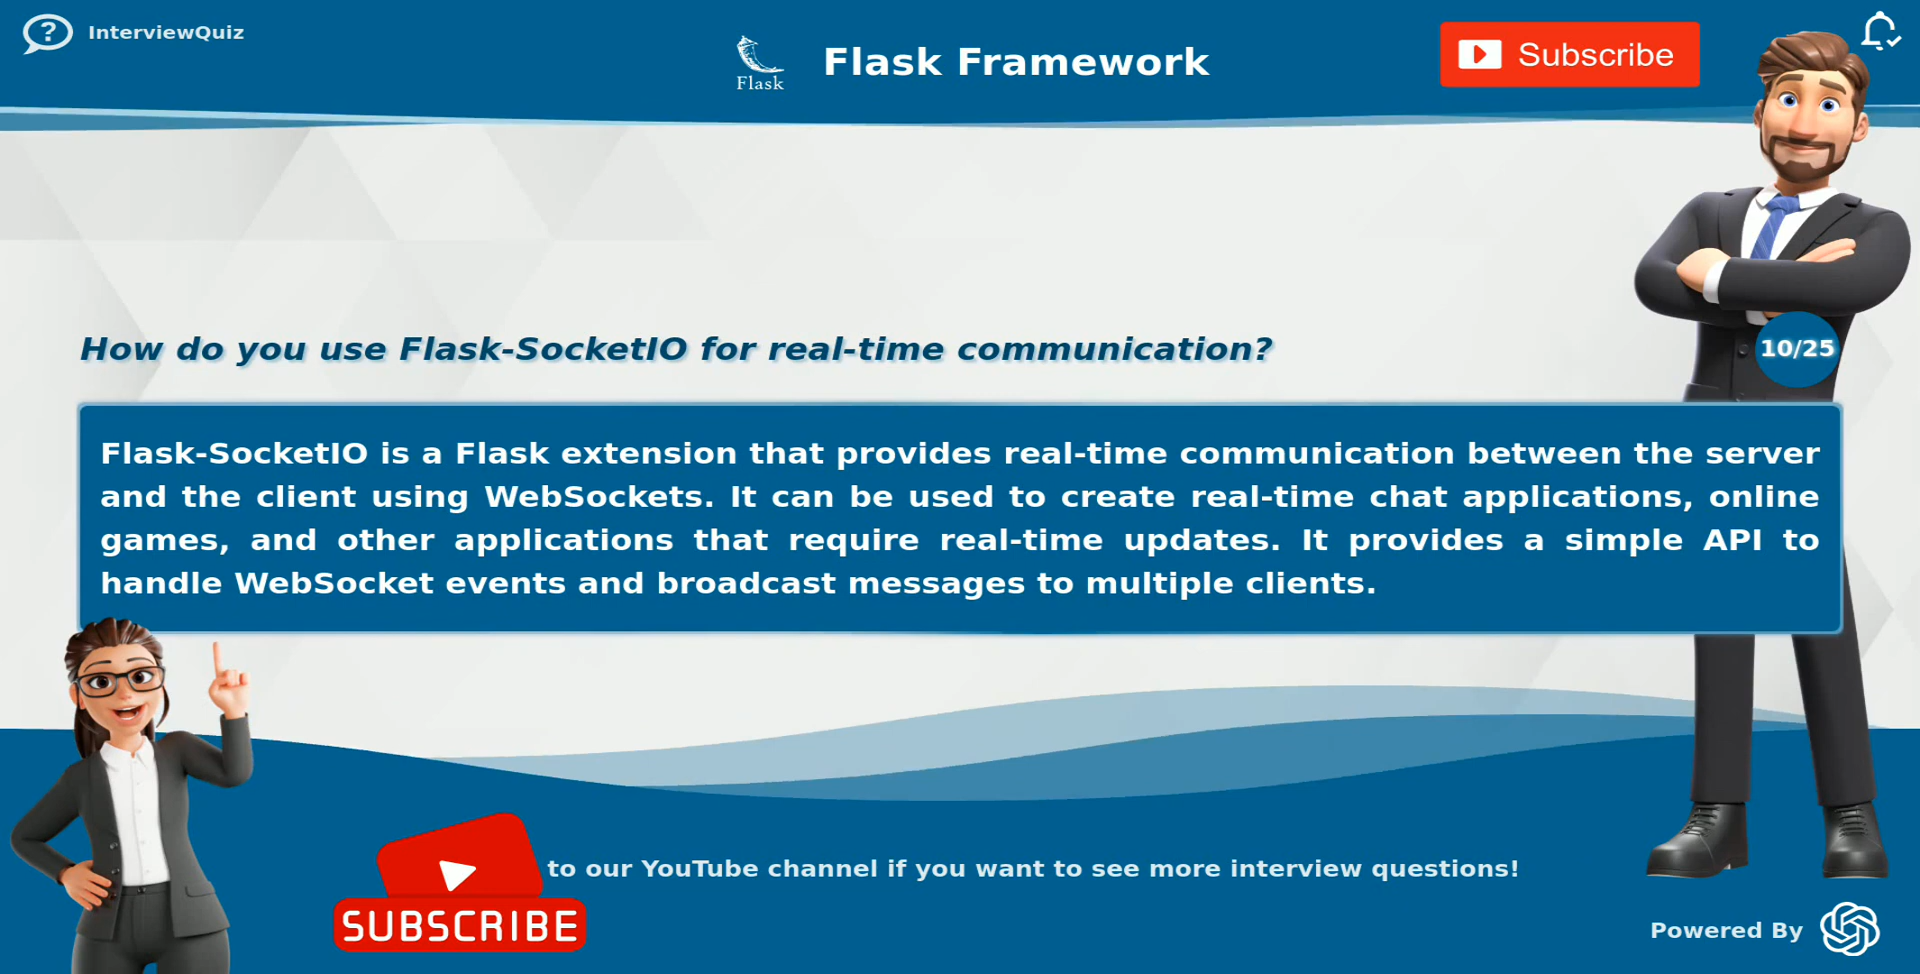 InterviewQuiz
Flask
Flask Framework
Subscribe
How do you use Flask-SocketIO for real-time communication?
10/25
Flask-SocketIO is a Flask extension that provides real-time communication between the server
and the client using WebSockets. It can be used to create real-time chat applications, online
games, and other applications that require real-time updates. It provides a simple API to
handle WebSocket events and broadcast messages to multiple clients.
to our YouTube channel if you want to see more interview questions!
SUBSCRIBE
Powered By